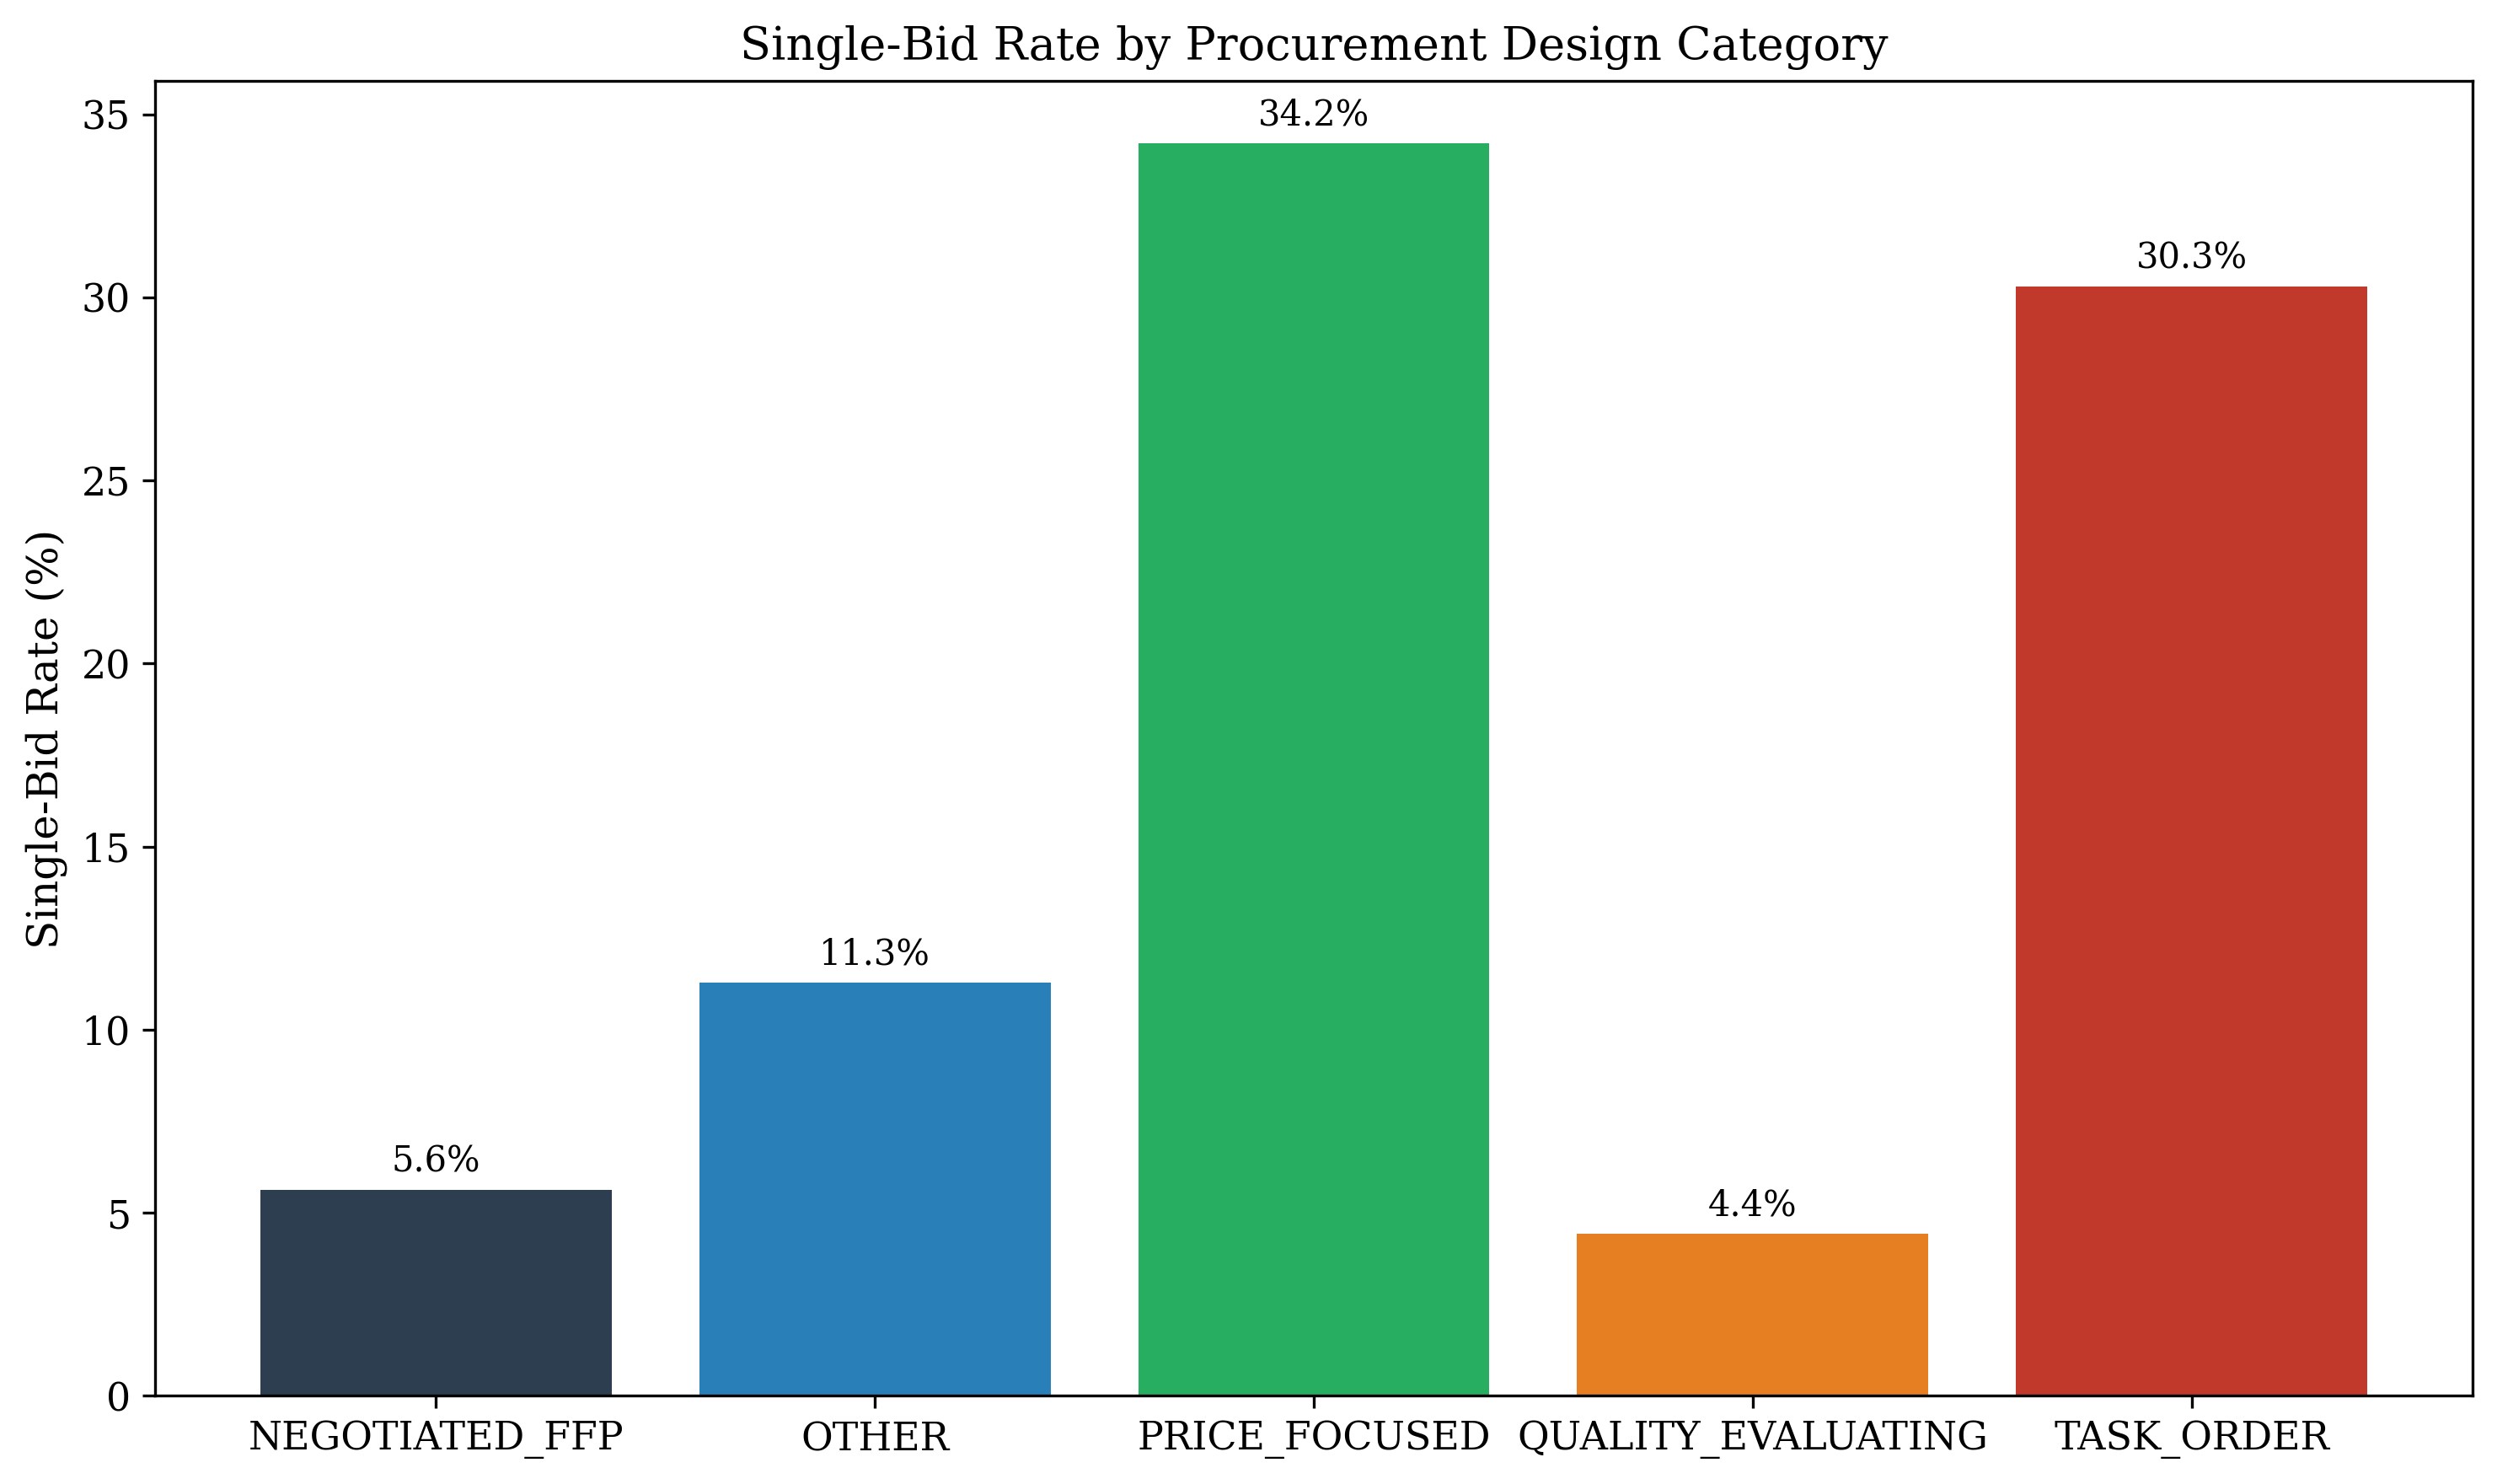 Single-Bid Rate by Procurement Design Category
Single-Bid Rate (%)
35
30
25
20
15
10
5
0
5.6%
11.3%
34.2%
4.4%
30.3%
NEGOTIATED_FFP
OTHER
PRICE_FOCUSED
QUALITY_EVALUATING
TASK_ORDER